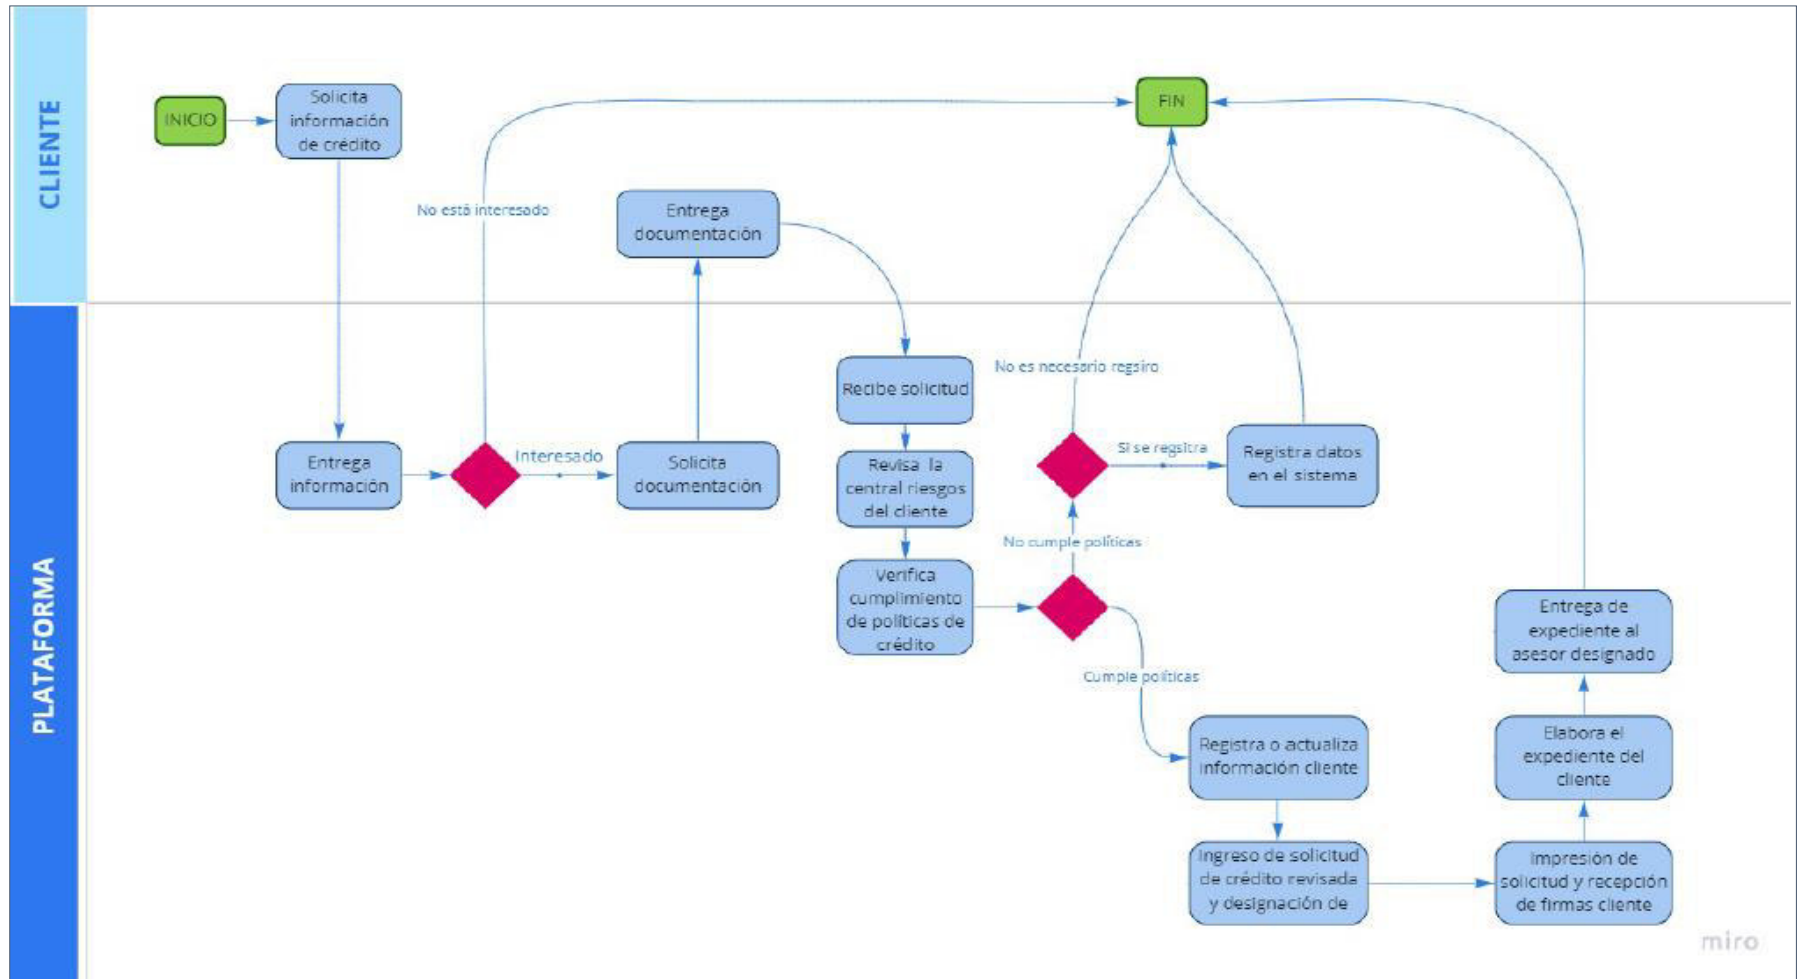 CLIENTE
INICIO
Solicita
información
de crédito
FIN
No está interesado
Entrega
documentación
PLATAFORMA
Entrega
información
Interesado
Solicita
documentación
Recibe solicitud
Revisa la
central riesgos
del cliente
Verifica
cumplimiento
de políticas de
crédito
No es necesario regsiro
Si se regsitra
Registra datos
en el sistema
No cumple políticas
Cumple políticas
Registra o actualiza
información cliente
Ingreso de solicitud
de crédito revisada
y designación de
Impresión de
solicitud y recepción
de firmas cliente
Elabora el
expediente del
cliente
Entrega de
expediente al
asesor designado
miro